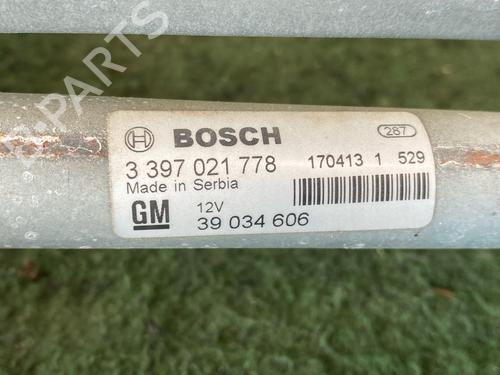 BOSCH
287
3 397 021 778
170413 1 529
Made in Serbia
GM
12V
39 034 606
B-PARTS